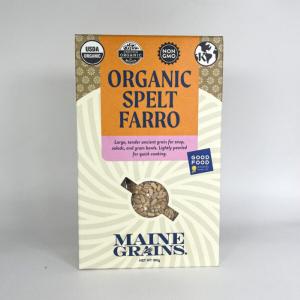 USDA
ORGANIC
ORGANIC
NON
GMO
K
ORGANIC
SPELT
FARRO
Large, tender ancient grain for soup,
salads, and grain bowls. Lightly pearled
for quick cooking.
GOOD
FOOD
MAINE
GRAINS.